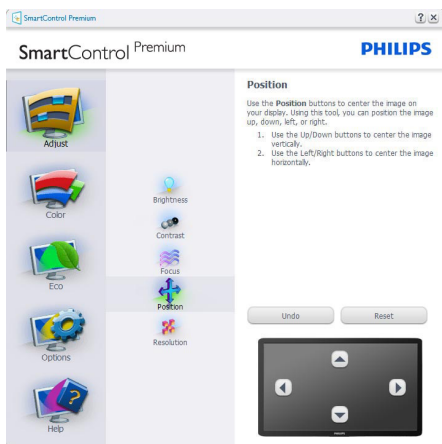 SmartControl Premium
SmartControl Premium
PHILIPS
Adjust
Color
Eco
Options
Help
Brightness
Contrast
Focus
Position
Resolution
Position
Use the Position buttons to center the image on
your display. Using this tool, you can position the image
up, down, left, or right.
1. Use the Up/Down buttons to center the image
vertically.
2. Use the Left/Right buttons to center the image
horizontally.
Undo
Reset
PHILIPS